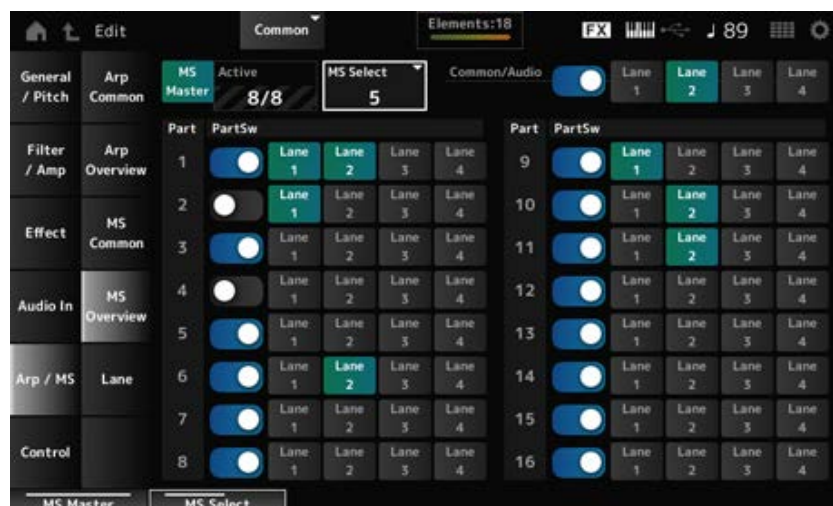 Edit Common Elements:18 FX 89
General / Pitch
Arp Common
MS Master
Active
8/8
MS Select
5
Common/Audio
Lane 1 Lane 2 Lane 3 Lane 4
Part PartSw Part PartSw
Filter / Amp
Arp Overview
1 Lane 1 Lane 2 Lane 3 Lane 4 9 Lane 1 Lane 2 Lane 3 Lane 4
2 Lane 1 Lane 2 Lane 3 Lane 4 10 Lane 1 Lane 2 Lane 3 Lane 4
Effect
MS Common
3 Lane 1 Lane 2 Lane 3 Lane 4 11 Lane 1 Lane 2 Lane 3 Lane 4
Audio In
MS Overview
4 Lane 1 Lane 2 Lane 3 Lane 4 12 Lane 1 Lane 2 Lane 3 Lane 4
5 Lane 1 Lane 2 Lane 3 Lane 4 13 Lane 1 Lane 2 Lane 3 Lane 4
Arp / MS
Lane
6 Lane 1 Lane 2 Lane 3 Lane 4 14 Lane 1 Lane 2 Lane 3 Lane 4
7 Lane 1 Lane 2 Lane 3 Lane 4 15 Lane 1 Lane 2 Lane 3 Lane 4
Control
8 Lane 1 Lane 2 Lane 3 Lane 4 16 Lane 1 Lane 2 Lane 3 Lane 4
MS Master MS Select